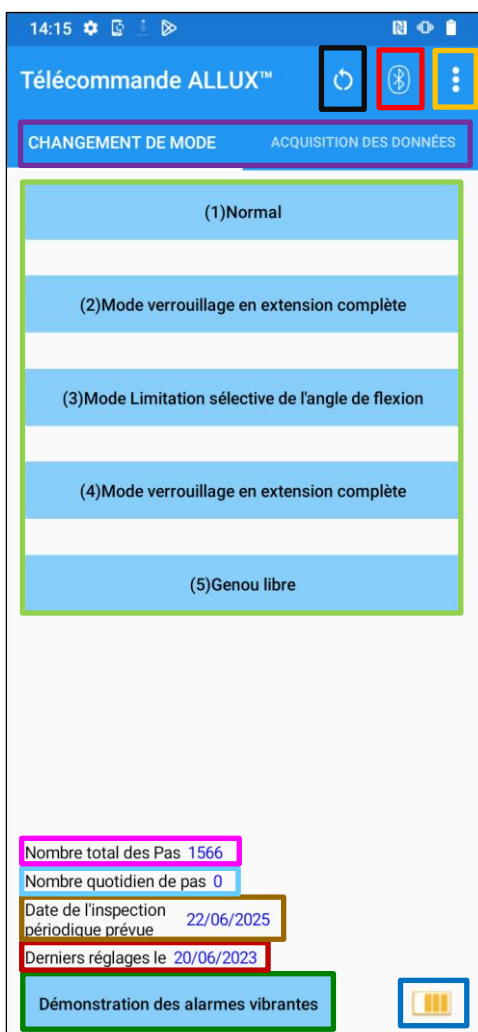 14:15
Télécommande ALLUX™
CHANGEMENT DE MODE ACQUISITION DES DONNÉES
(1)Normal
(2)Mode verrouillage en extension complète
(3)Mode Limitation sélective de l'angle de flexion
(4)Mode verrouillage en extension complète
(5)Genou libre
Nombre total des Pas 1566
Nombre quotidien de pas 0
Date de l'inspection
périodique prévue 22/06/2025
Derniers réglages le 20/06/2023
Démonstration des alarmes vibrantes